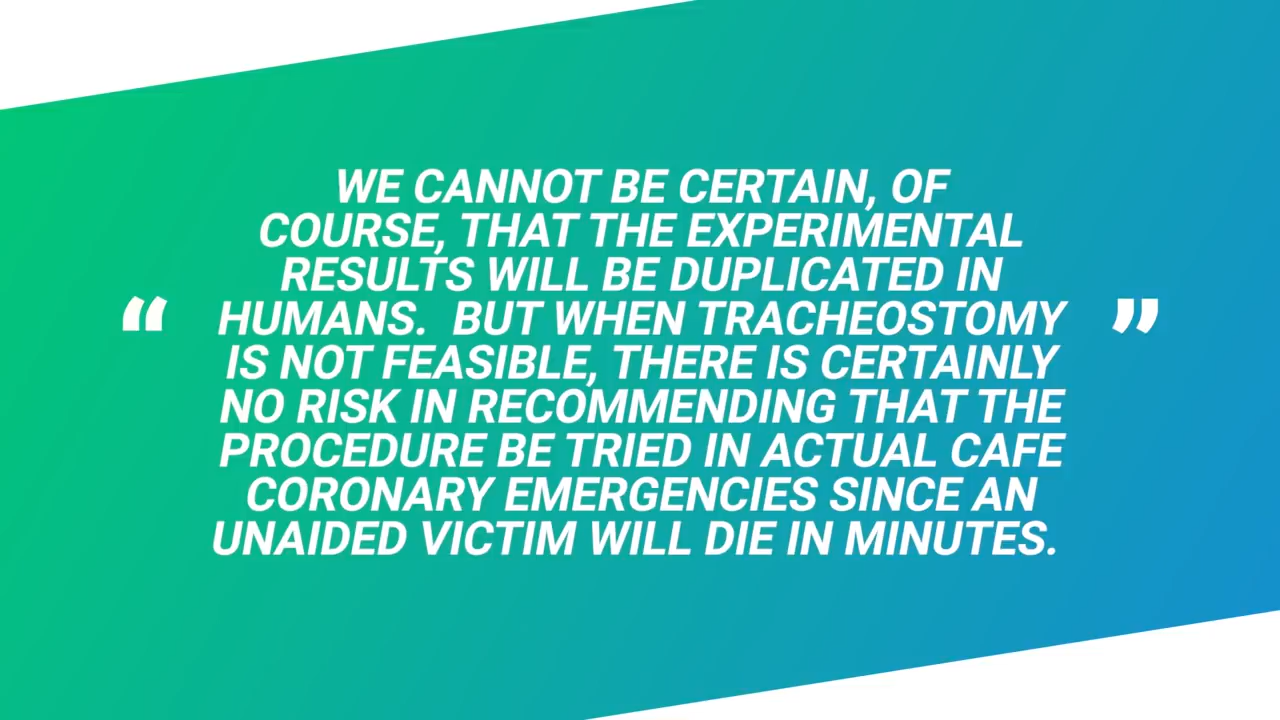 WE CANNOT BE CERTAIN, OF
COURSE, THAT THE EXPERIMENTAL
RESULTS WILL BE DUPLICATED IN
“ HUMANS.  BUT WHEN TRACHEOSTOMY ”
IS NOT FEASIBLE, THERE IS CERTAINLY
NO RISK IN RECOMMENDING THAT THE
PROCEDURE BE TRIED IN ACTUAL CAFE
CORONARY EMERGENCIES SINCE AN
UNAIDED VICTIM WILL DIE IN MINUTES.